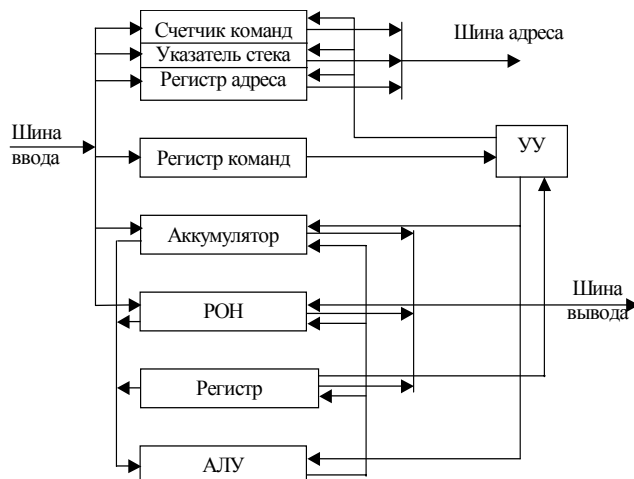 Счетчик команд
Указатель стека
Регистр адреса
Шина адреса
Шина
ввода
Регистр команд
УУ
Аккумулятор
РОН
Шина
вывода
Регистр
АЛУ